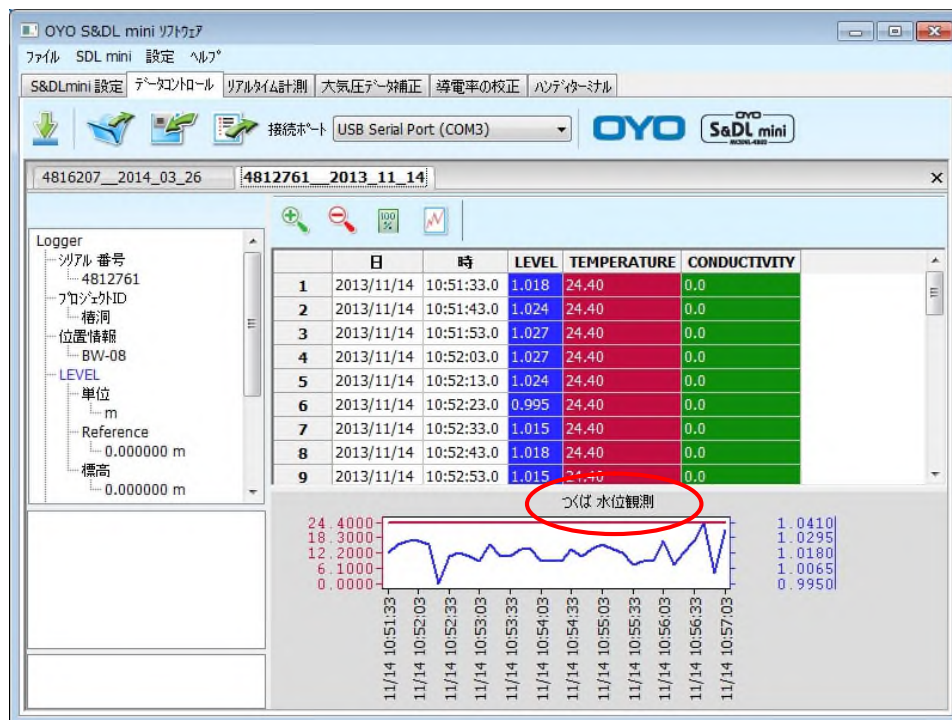 OYO S&DL mini ソフトウェア
ファイル SDL mini 設定 ヘルプ
S&DLmini 設定 データコントロール リアルタイム計測 大気圧データ補正 導電率の校正 ハンディターミナル
接続ポート USB Serial Port (COM3) OYO OYO S&DL mini
4816207__2014_03_26 4812761__2013_11_14
Logger
シリアル 番号
4812761
プロジェクトID
椿洞
位置情報
BW-08
LEVEL
単位
m
Reference
0.000000 m
標高
0.000000 m
100 %
日 時 LEVEL TEMPERATURE CONDUCTIVITY
1 2013/11/14 10:51:33.0 1.018 24.40 0.0
2 2013/11/14 10:51:43.0 1.024 24.40 0.0
3 2013/11/14 10:51:53.0 1.027 24.40 0.0
4 2013/11/14 10:52:03.0 1.027 24.40 0.0
5 2013/11/14 10:52:13.0 1.024 24.40 0.0
6 2013/11/14 10:52:23.0 0.995 24.40 0.0
7 2013/11/14 10:52:33.0 1.015 24.40 0.0
8 2013/11/14 10:52:43.0 1.018 24.40 0.0
9 2013/11/14 10:52:53.0 1.015 24.40 0.0
つくば 水位観測
24.4000 1.0410
18.3000 1.0295
12.2000 1.0180
6.1000 1.0065
0.0000 0.9950
11/14 10:51:33
11/14 10:52:03
11/14 10:52:33
11/14 10:53:03
11/14 10:53:33
11/14 10:54:03
11/14 10:54:33
11/14 10:55:03
11/14 10:55:33
11/14 10:56:03
11/14 10:56:33
11/14 10:57:03